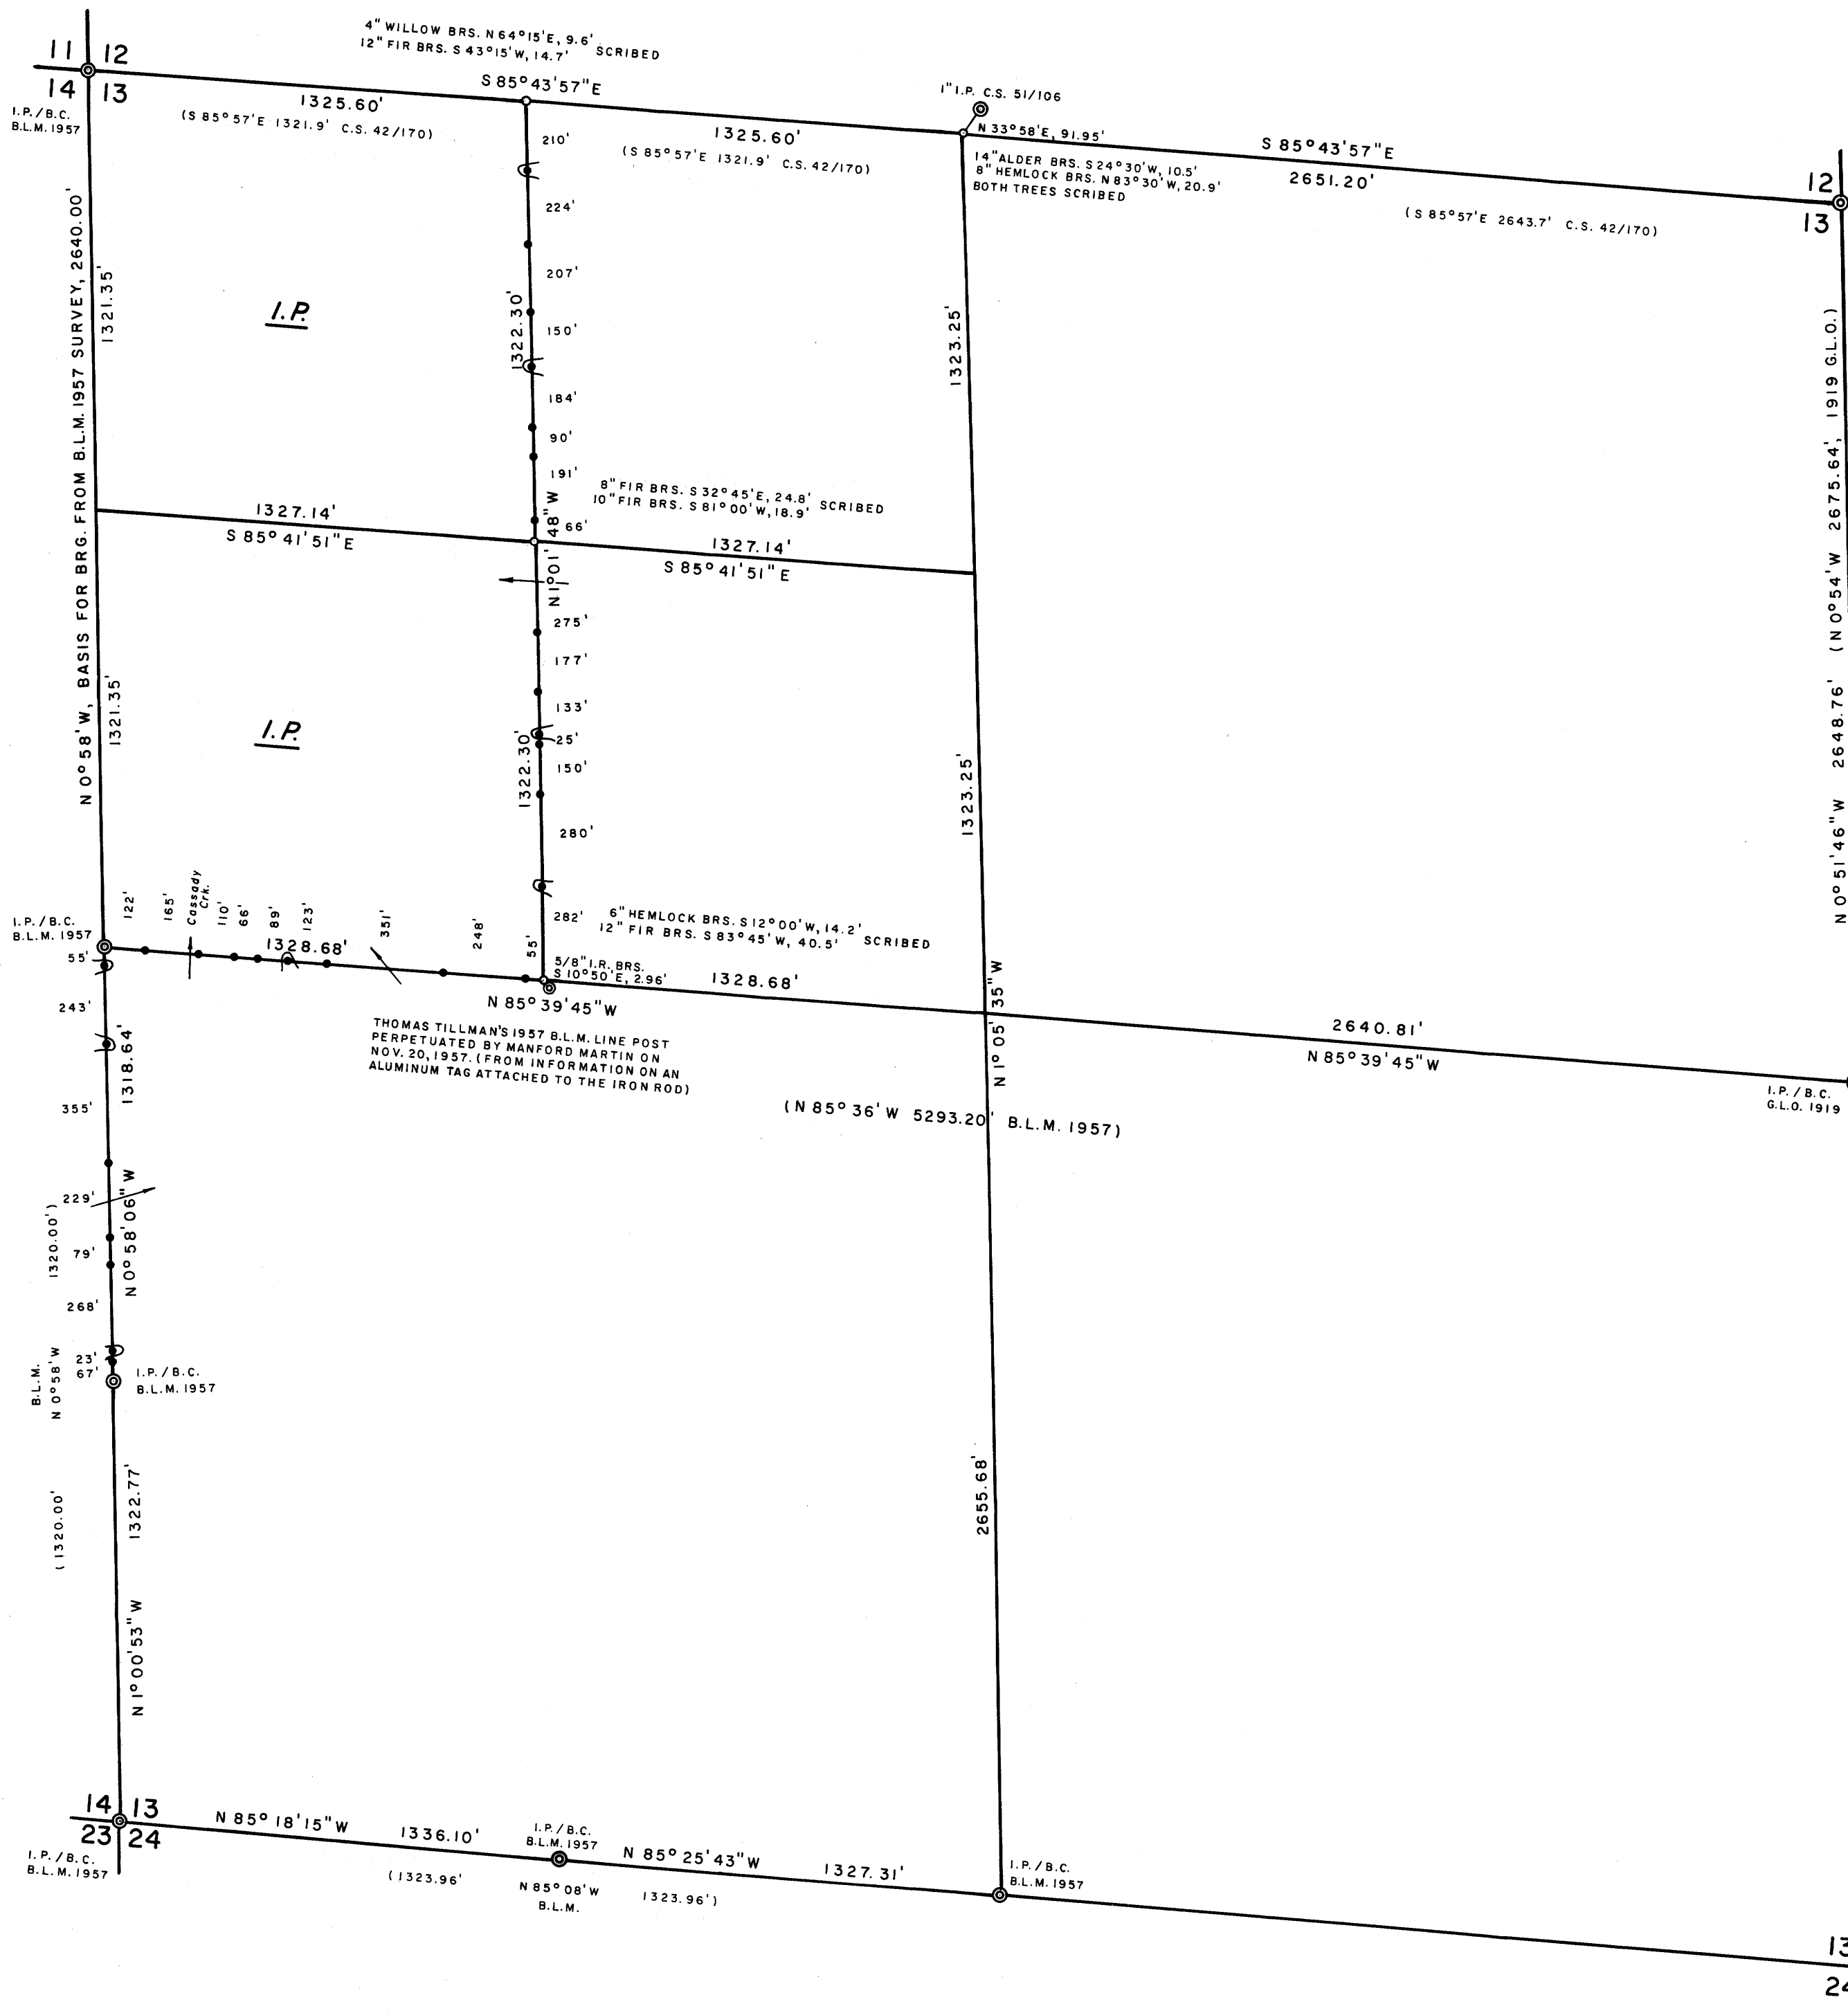 4" WILLOW BRS. N 64°15'E, 9.6' SCRIBED
12" FIR BRS. S 43°15'W, 14.7'
11 12
14 13
I.P./B.C.
B.L.M. 1957
S 85°43'57"E
1325.60'
(S 85°57'E 1321.9' C.S. 42/170)
1325.60'
(S 85°57'E 1321.9' C.S. 42/170)
1" I.P. C.S. 51/106
N 33°58'E, 91.95'
14" ALDER BRS. S 24°30'W, 10.5'
8" HEMLOCK BRS. N 83°30'W, 20.9'
BOTH TREES SCRIBED
S 85°43'57"E
2651.20'
(S 85°57'E 2643.7' C.S. 42/170)
12
13
N 0°58'W, BASIS FOR BRG. FROM B.L.M. 1957 SURVEY, 2640.00'
1321.35'
I.P.
210'
224'
207'
1322.30'
150'
184'
90'
191'
66'
1323.25'
N 0°51'46"W 2648.76' (N 0°54'W 2675.64', 1919 G.L.O.)
8" FIR BRS. S 32°45'E, 24.8' SCRIBED
10" FIR BRS. S 81°00'W, 18.9'
1327.14'
S 85°41'51"E
N 1°01'48"W
1327.14'
S 85°41'51"E
1321.35'
I.P.
275'
177'
133'
25'
1322.30'
150'
280'
282'
1323.25'
I.P./B.C.
B.L.M. 1957
122'
165'
Cassady
Crk.
110'
66'
89'
123'
351'
248'
55'
1328.68'
6" HEMLOCK BRS. S 12°00'W, 14.2' SCRIBED
12" FIR BRS. S 83°45'W, 40.5'
5/8" I.R. BRS.
S 10°50'E, 2.96'
1328.68'
N 85°39'45"W
THOMAS TILLMAN'S 1957 B.L.M. LINE POST
PERPETUATED BY MANFORD MARTIN ON
NOV. 20, 1957. (FROM INFORMATION ON AN
ALUMINUM TAG ATTACHED TO THE IRON ROD)
N 1°05'35"W
2640.81'
N 85°39'45"W
I.P./B.C.
G.L.O. 1919
(N 85°36'W 5293.20' B.L.M. 1957)
55'
243'
1318.64'
355'
229'
N 0°58'06"W
79'
268'
23'
67'
1320.00')
N 0°58'W
B.L.M.
(1320.00'
I.P./B.C.
B.L.M. 1957
1322.77'
N 1°00'53"W
2655.68'
14 13
23 24
I.P./B.C.
B.L.M. 1957
N 85°18'15"W
1336.10'
I.P./B.C.
B.L.M. 1957
N 85°25'43"W
1327.31'
(1323.96'
N 85°08'W
B.L.M.
1323.96')
I.P./B.C.
B.L.M. 1957
13
24